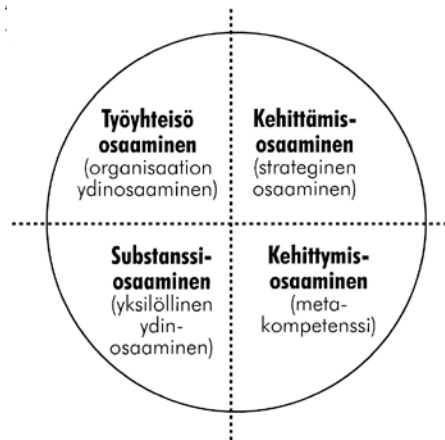 Työyhteisö
osaaminen
(organisaation
ydinosaaminen)
Kehittämis-
osaaminen
(strateginen
osaaminen)
Substanssi-
osaaminen
(yksilöllinen
ydin-
osaaminen)
Kehittymis-
osaaminen
(meta-
kompetenssi)